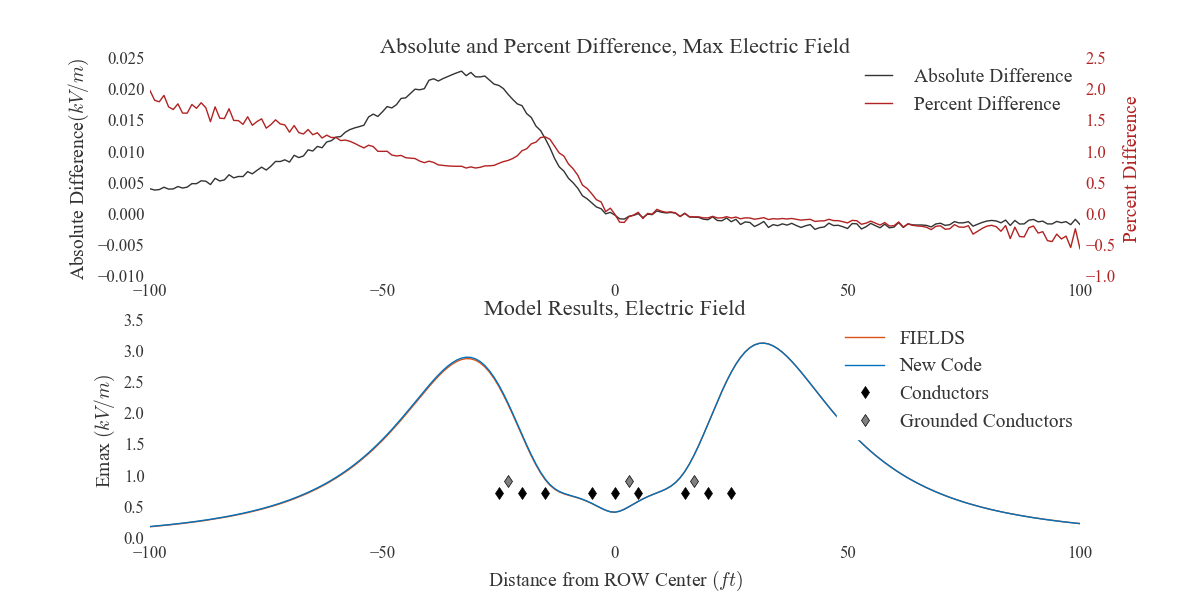 Absolute and Percent Difference, Max Electric Field
0.025
0.020
0.015
0.010
0.005
0.000
−0.005
−0.010
Absolute Difference(kV/m)
2.5
2.0
1.5
1.0
0.5
0.0
−0.5
−1.0
Percent Difference
Absolute Difference
Percent Difference
−100 −50 0 50 100
Model Results, Electric Field
3.5
3.0
2.5
2.0
1.5
1.0
0.5
0.0
Emax (kV/m)
FIELDS
New Code
Conductors
Grounded Conductors
−100 −50 0 50 100
Distance from ROW Center (ft)